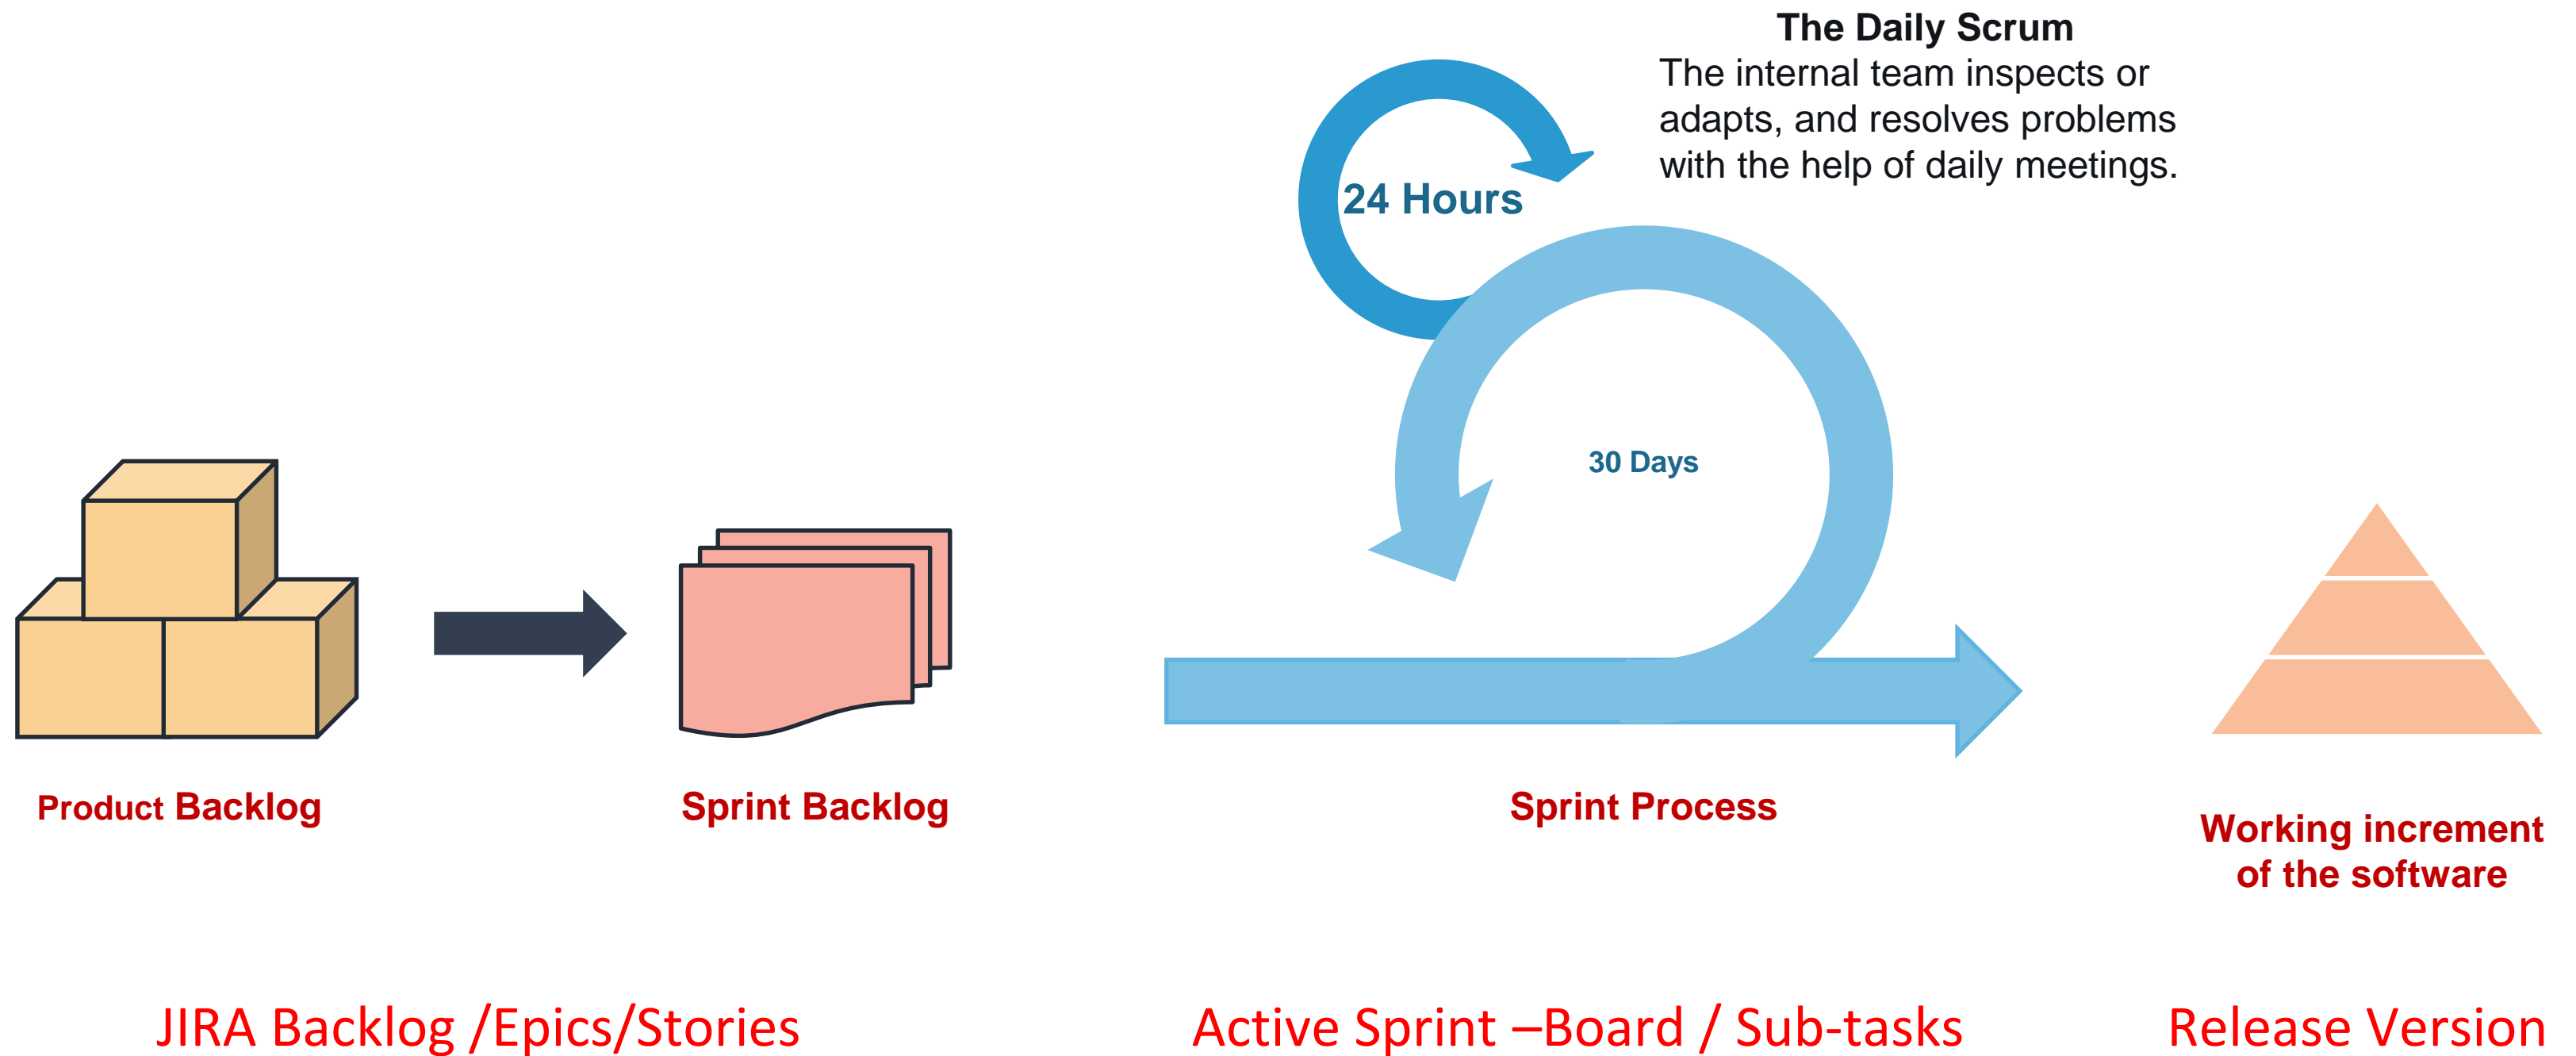 The Daily Scrum
The internal team inspects or
adapts, and resolves problems
with the help of daily meetings.
24 Hours
30 Days
Product Backlog
Sprint Backlog
Sprint Process
Working increment
of the software
JIRA Backlog /Epics/Stories
Active Sprint –Board / Sub-tasks
Release Version